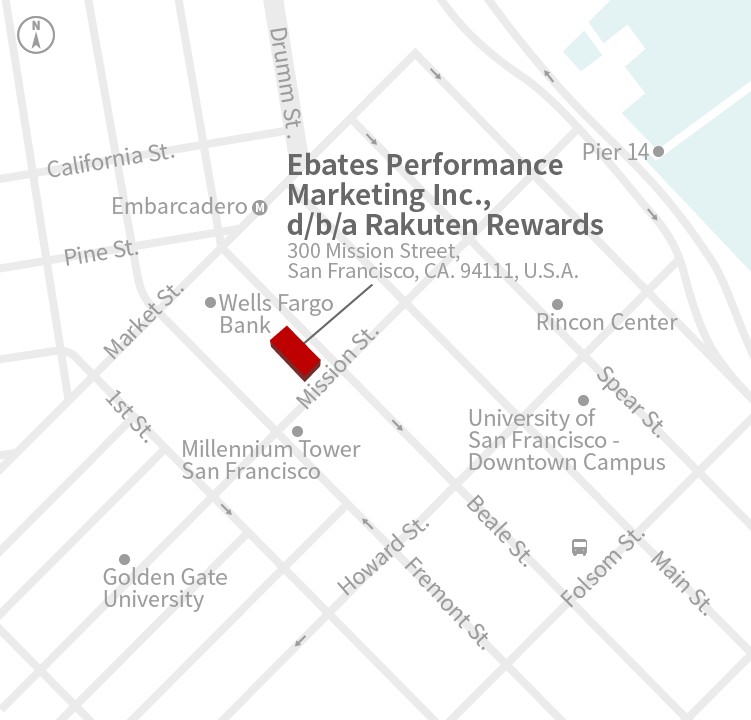 N
Drumm St.
California St.
Pier 14
Ebates Performance
Marketing Inc.,
d/b/a Rakuten Rewards
300 Mission Street,
San Francisco, CA. 94111, U.S.A.
Embarcadero M
Pine St.
Market St.
Wells Fargo
Bank
Rincon Center
Mission St.
1st St.
Spear St.
University of
San Francisco -
Downtown Campus
Millennium Tower
San Francisco
Beale St.
Howard St.
Folsom St.
Main St.
Fremont St.
Golden Gate
University